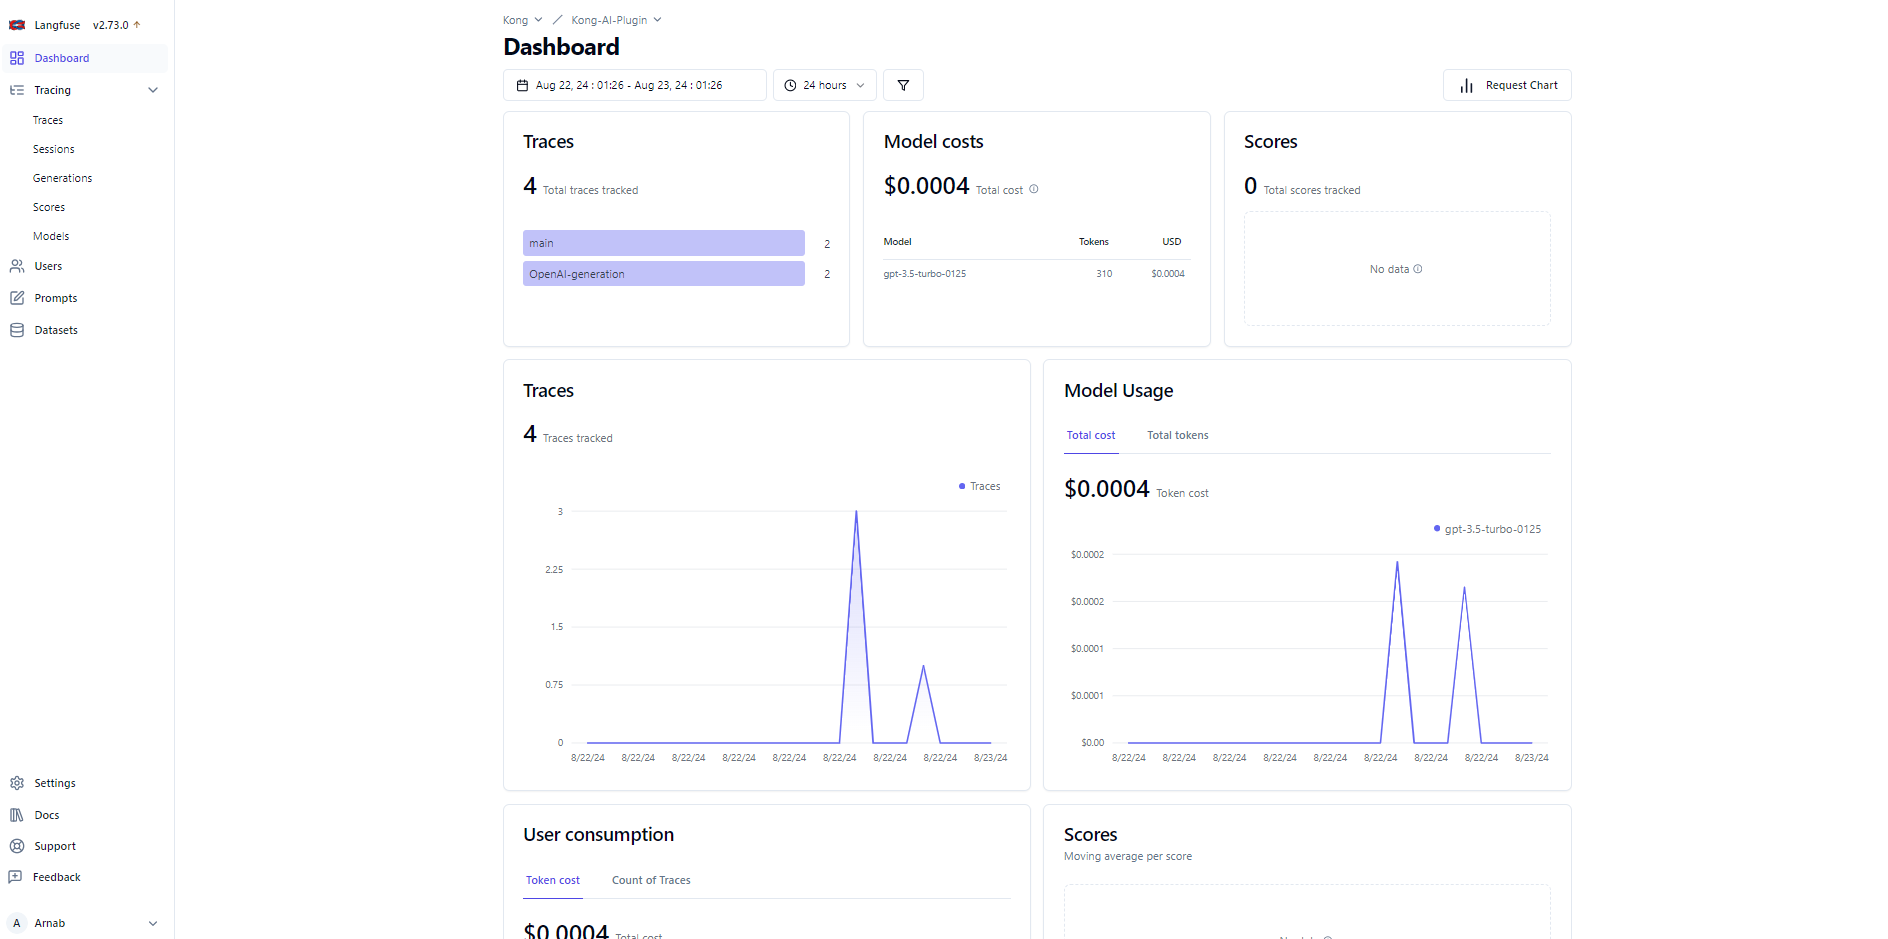 Langfuse v2.73.0
Dashboard
Tracing
Traces
Sessions
Generations
Scores
Models
Users
Prompts
Datasets
Settings
Docs
Support
Feedback
A Arnab
Kong / Kong-AI-Plugin
Dashboard
Aug 22, 24 : 01:26 - Aug 23, 24 : 01:26
24 hours
Request Chart
Traces
4 Total traces tracked
main 2
OpenAI-generation 2
Model costs
$0.0004 Total cost
Model Tokens USD
gpt-3.5-turbo-0125 310 $0.0004
Scores
0 Total scores tracked
No data
Traces
4 Traces tracked
Traces
3
2.25
1.5
0.75
0
8/22/24 8/22/24 8/22/24 8/22/24 8/22/24 8/22/24 8/22/24 8/22/24 8/23/24
Model Usage
Total cost Total tokens
$0.0004 Token cost
gpt-3.5-turbo-0125
$0.0002
$0.0002
$0.0001
$0.0001
$0.00
8/22/24 8/22/24 8/22/24 8/22/24 8/22/24 8/22/24 8/22/24 8/22/24 8/23/24
User consumption
Token cost Count of Traces
$0.0004 Total cost
Scores
Moving average per score